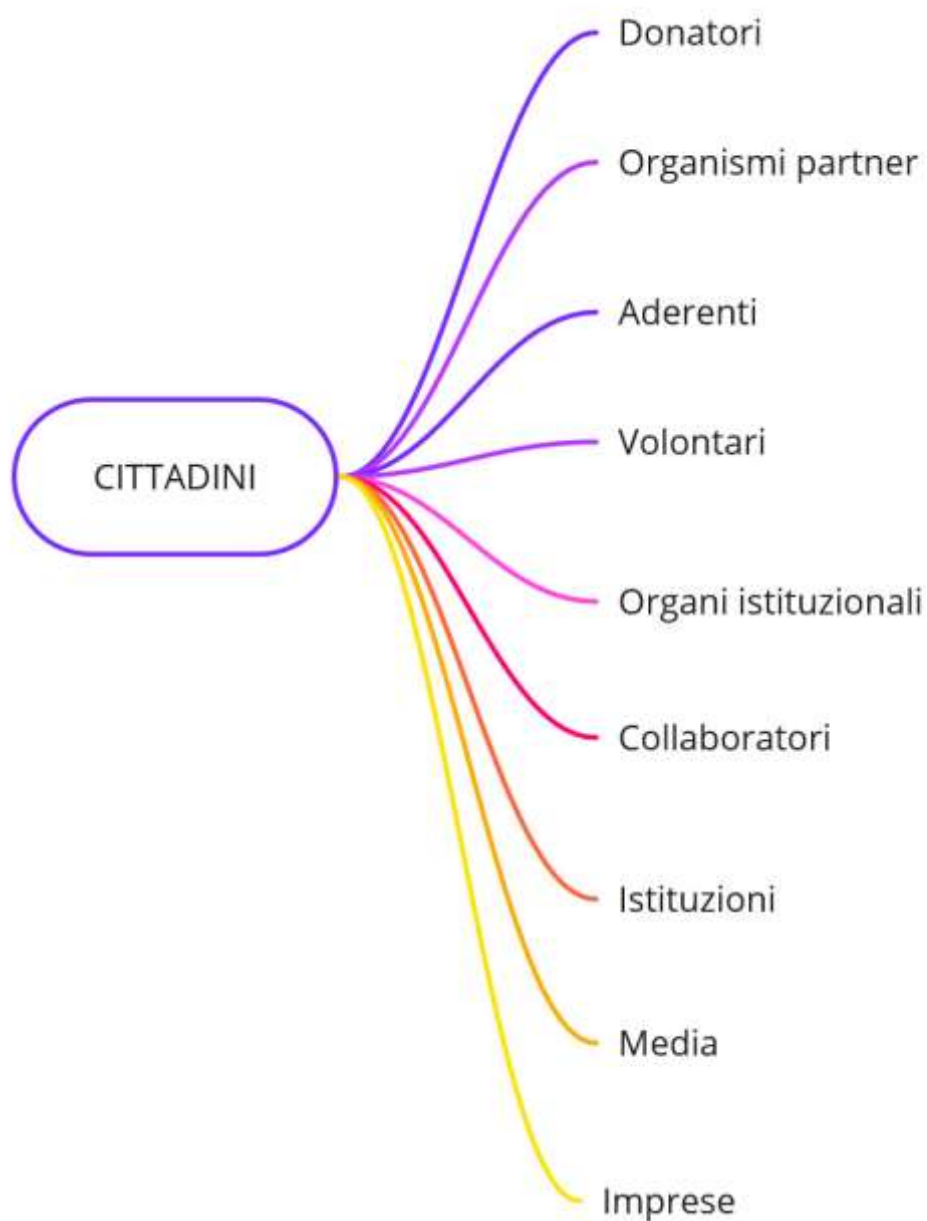 Donatori
Organismi partner
Aderenti
Volontari
CITTADINI
Organi istituzionali
Collaboratori
Istituzioni
Media
Imprese